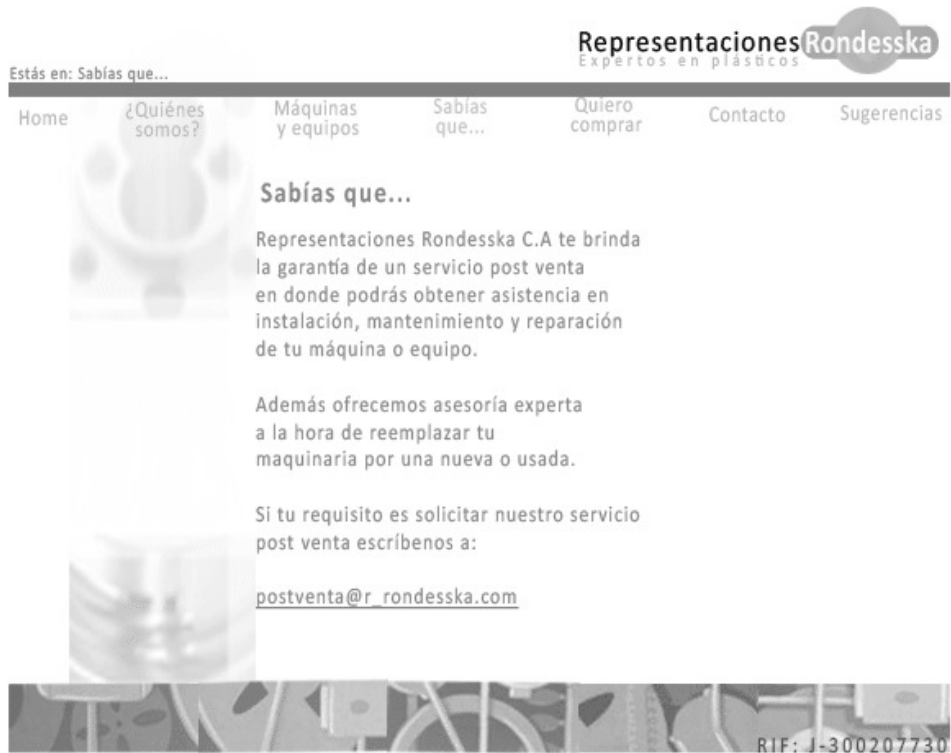 Representaciones Rondesska
Expertos en plásticos
Estás en: Sabías que...
Home
¿Quiénes
somos?
Máquinas
y equipos
Sabías
que...
Quiero
comprar
Contacto
Sugerencias
Sabías que...
Representaciones Rondesska C.A te brinda
la garantía de un servicio post venta
en donde podrás obtener asistencia en
instalación, mantenimiento y reparación
de tu máquina o equipo.
Además ofrecemos asesoría experta
a la hora de reemplazar tu
maquinaria por una nueva o usada.
Si tu requisito es solicitar nuestro servicio
post venta escríbenos a:
postventa@r_rondesska.com
RIF: J-300207730